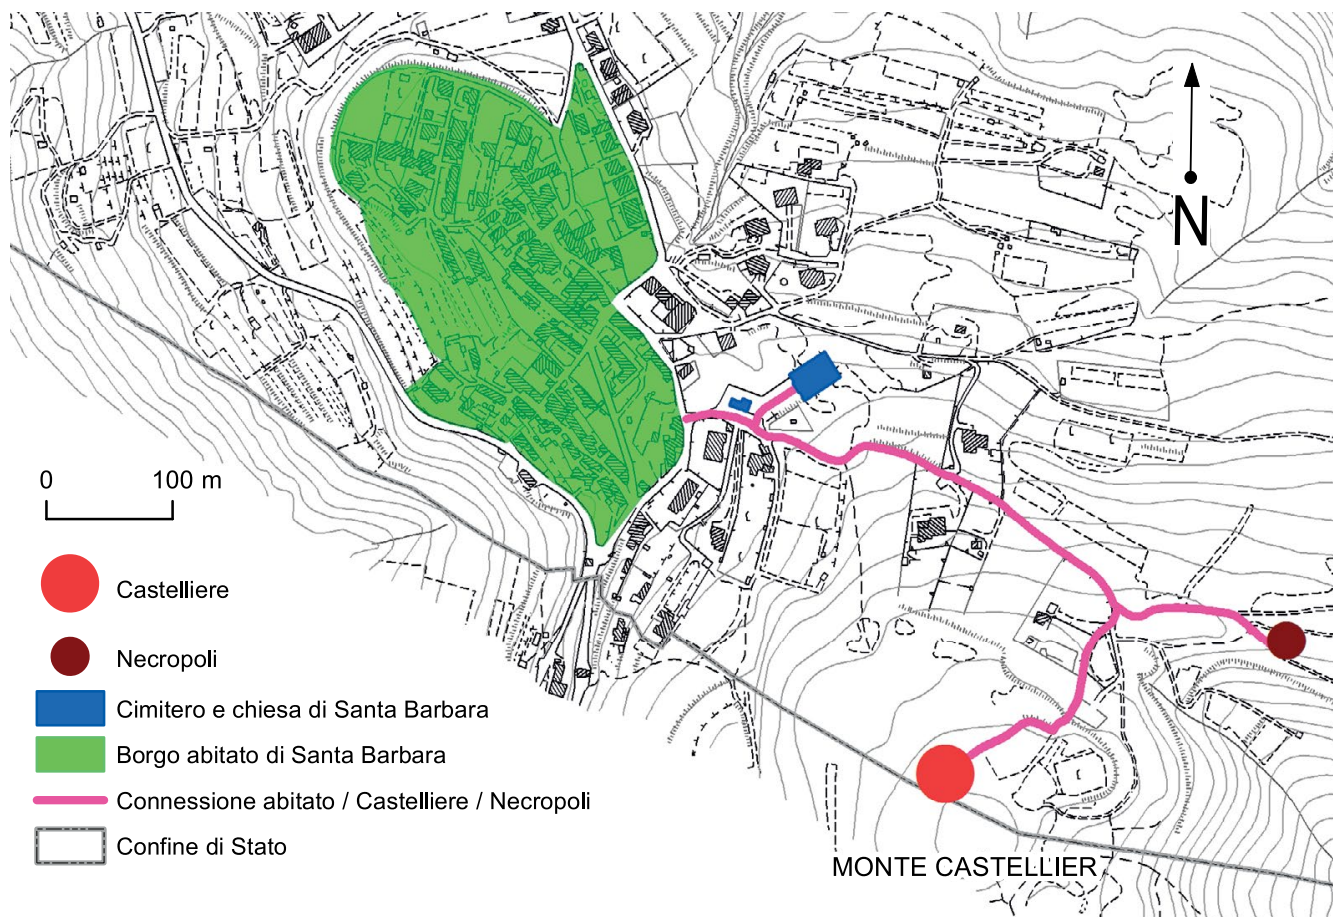 N
0 100 m
Castelliere
Necropoli
Cimitero e chiesa di Santa Barbara
Borgo abitato di Santa Barbara
Connessione abitato / Castelliere / Necropoli
Confine di Stato
MONTE CASTELLIER